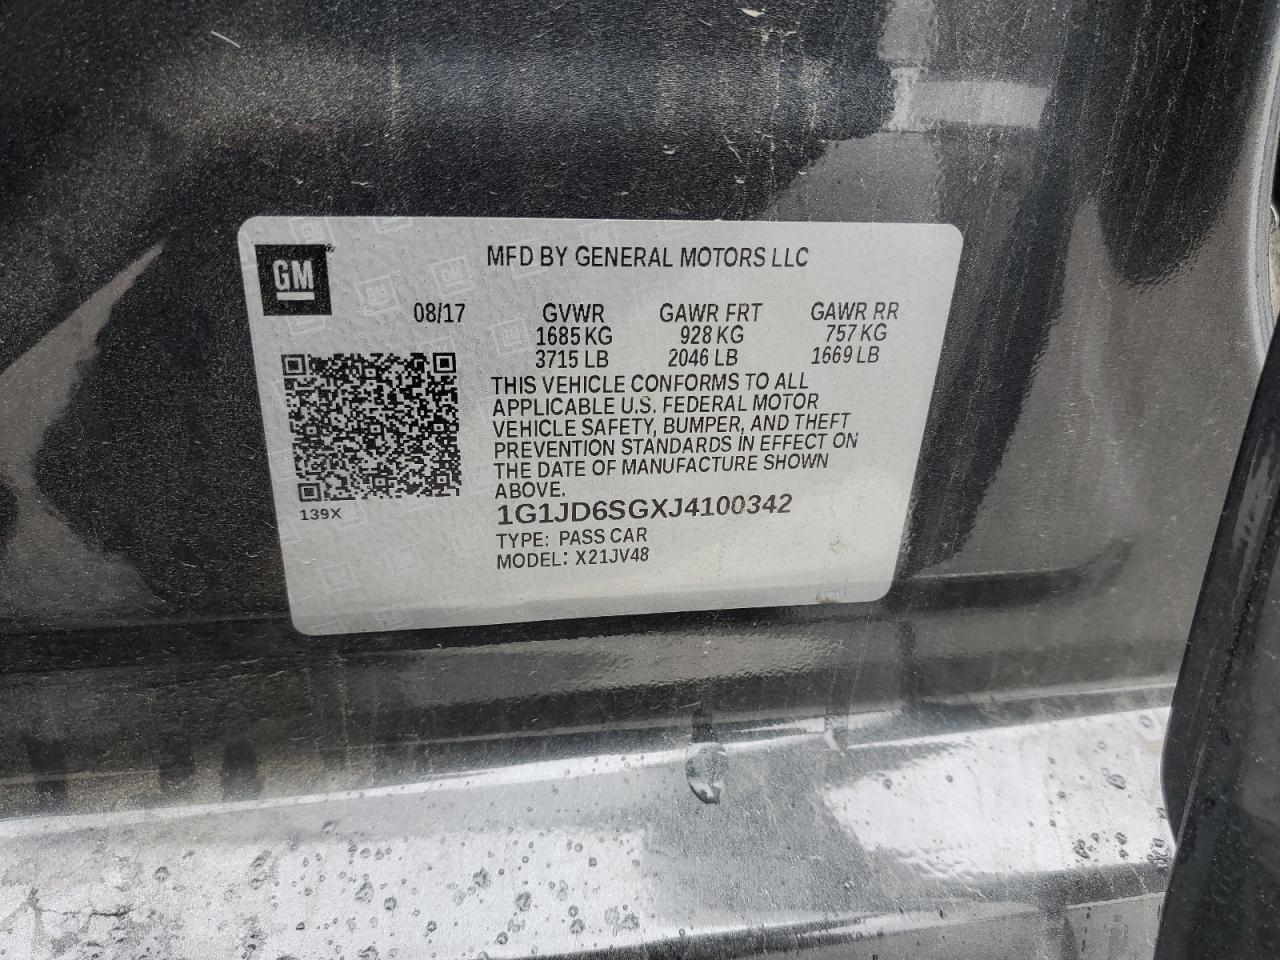 GM
MFD BY GENERAL MOTORS LLC
08/17 GVWR GAWR FRT GAWR RR
1685 KG 928 KG 757 KG
3715 LB 2046 LB 1669 LB
THIS VEHICLE CONFORMS TO ALL
APPLICABLE U.S. FEDERAL MOTOR
VEHICLE SAFETY, BUMPER, AND THEFT
PREVENTION STANDARDS IN EFFECT ON
THE DATE OF MANUFACTURE SHOWN
ABOVE.
139X
1G1JD6SGXJ4100342
TYPE: PASS CAR
MODEL: X21JV48